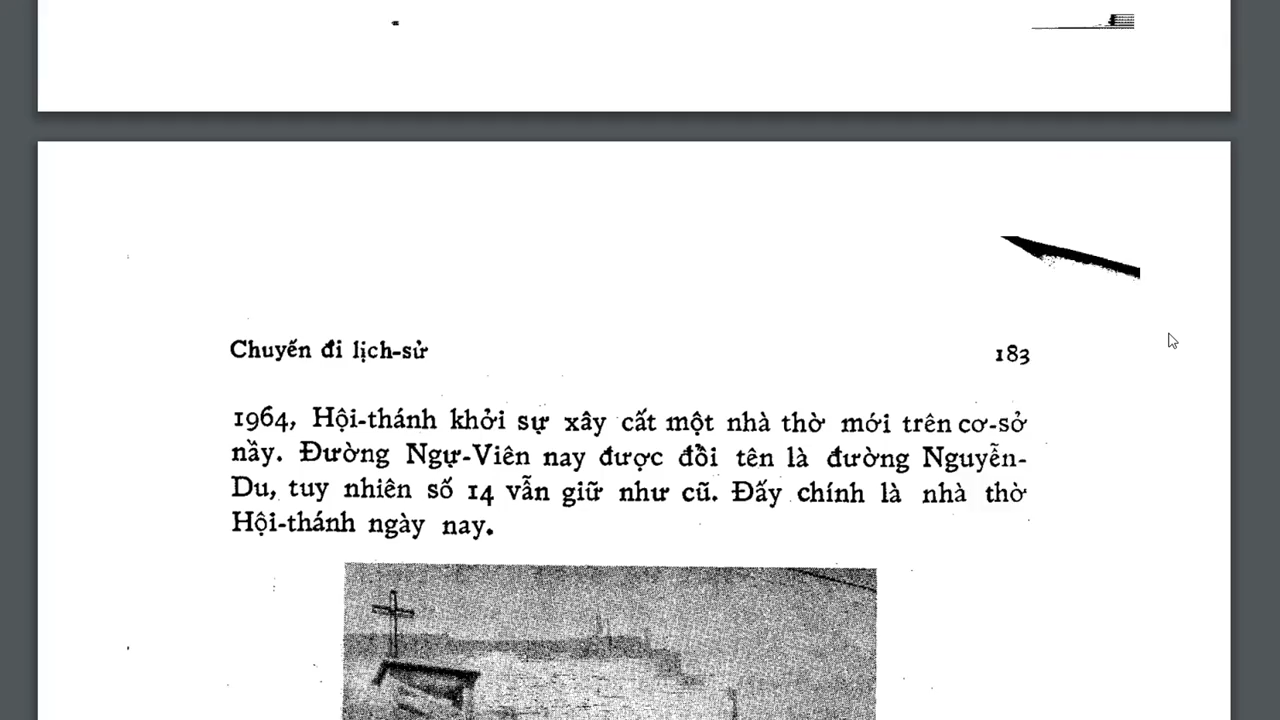 Chuyến đi lịch-sử
183
1964, Hội-thánh khởi sự xây cất một nhà thờ mới trên cơ-sở
nầy. Đường Ngự-Viên nay được đổi tên là đường Nguyễn-
Du, tuy nhiên số 14 vẫn giữ như cũ. Đấy chính là nhà thờ
Hội-thánh ngày nay.